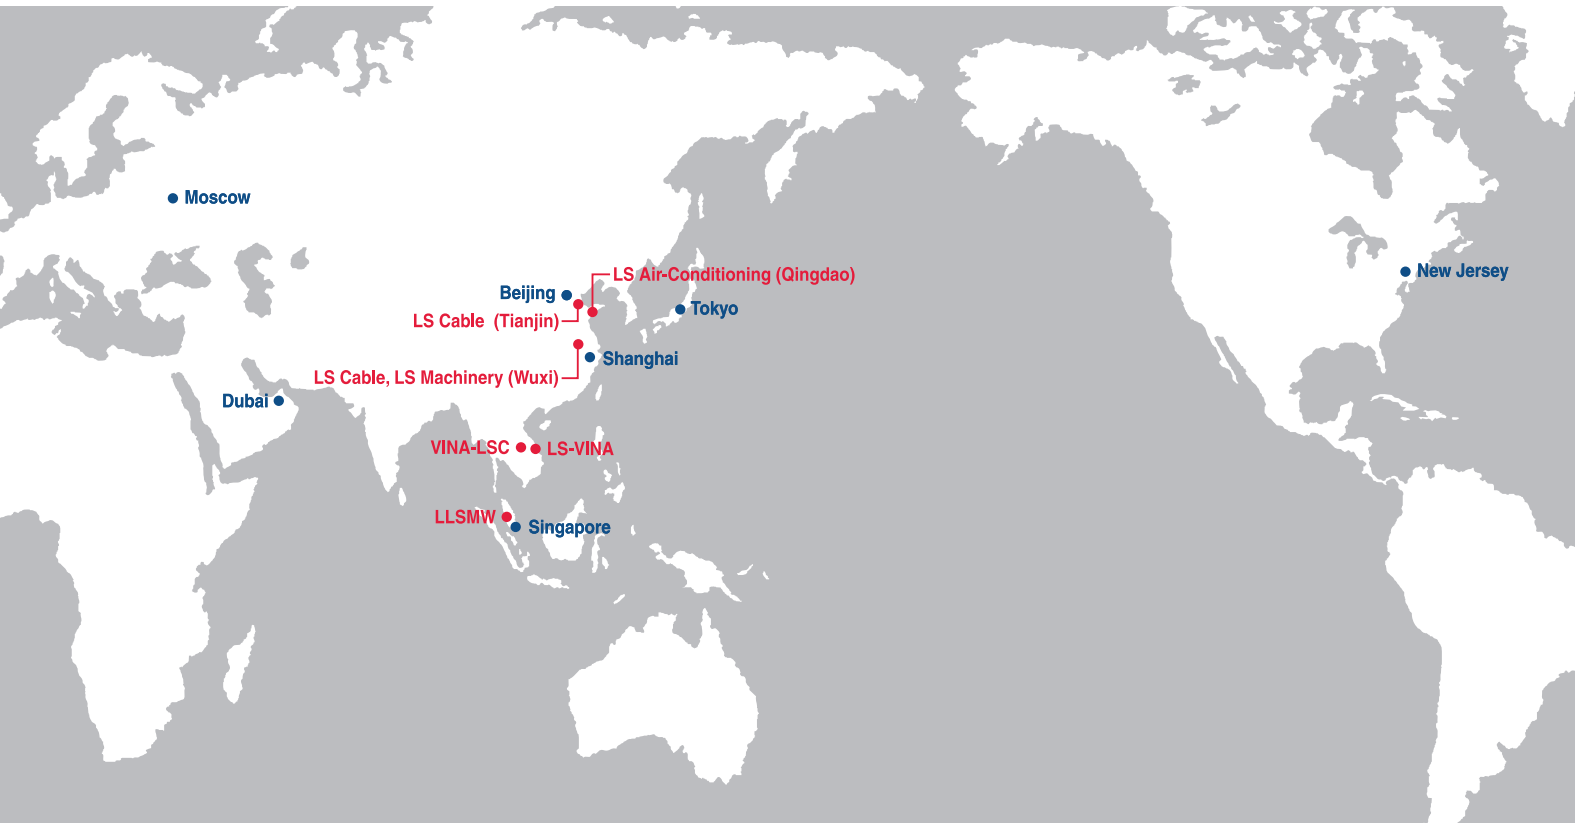 Moscow
LS Air-Conditioning (Qingdao)
New Jersey
Beijing
Tokyo
LS Cable (Tianjin)
Shanghai
LS Cable, LS Machinery (Wuxi)
Dubai
VINA-LSC
LS-VINA
LLSMW
Singapore